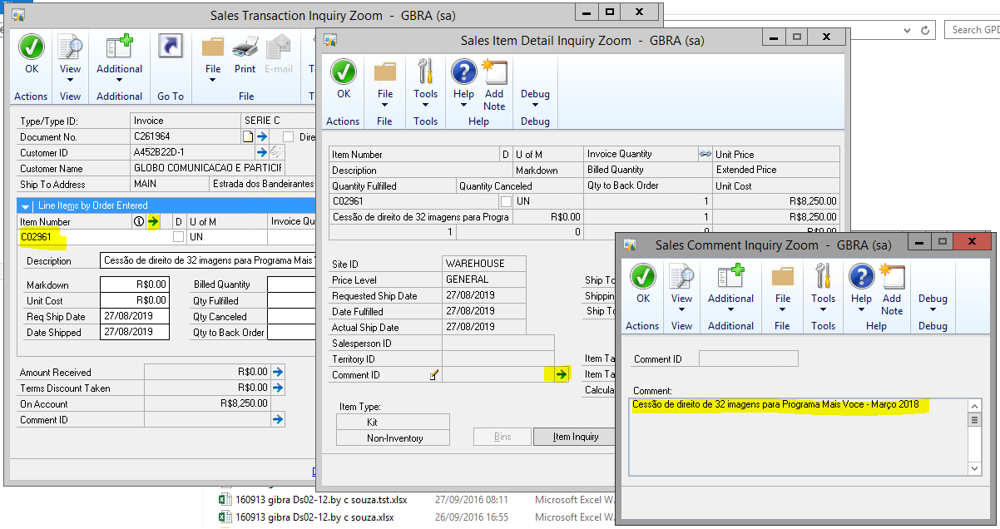 Sales Transaction Inquiry Zoom - GBRA (sa)
OK View Additional File Print E-mail
Actions View Additional Go To File
Type/Type ID: Invoice SERIE C
Document No. C261964
Customer ID A452B22D-1
Customer Name GLOBO COMUNICACAO E PARTICIF
Ship To Address MAIN Estrada dos Bandeirantes
Line Items by Order Entered
Item Number D U of M Invoice Qu
C02961 UN
Description Cessão de direito de 32 imagens para Programa Mais
Markdown R$0.00 Billed Quantity
Unit Cost R$0.00 Qty Fulfilled
Req Ship Date 27/08/2019 Qty Canceled
Date Shipped 27/08/2019 Qty to Back Order
Amount Received R$0.00
Terms Discount Taken R$0.00
On Account R$8,250.00
Comment ID
Sales Item Detail Inquiry Zoom - GBRA (sa)
OK File Tools Help Add Note Debug
Actions File Tools Help Debug
Item Number D U of M Invoice Quantity Unit Price
Description Markdown Billed Quantity Extended Price
Quantity Fulfilled Quantity Canceled Qty to Back Order Unit Cost
C02961 UN 1 R$8,250.00
Cessão de direito de 32 imagens para Progra R$0.00 1 R$8,250.00
1 0 0 R$0.00
Site ID WAREHOUSE
Price Level GENERAL Ship To
Requested Ship Date 27/08/2019 Shippin
Date Fulfilled 27/08/2019 Ship To
Actual Ship Date 27/08/2019
Salesperson ID
Territory ID Item Ta
Comment ID Item Ta
Calcula
Item Type:
Kit
Non-Inventory
Bins Item Inquiry
Search GPD
Sales Comment Inquiry Zoom - GBRA (sa)
OK View Additional File Tools Help Add Note Debug
Actions View Additional File Tools Help Debug
Comment ID
Comment:
Cessão de direito de 32 imagens para Programa Mais Voce - Março 2018
160913 gibra Ds02-12.by c souza.tst.xlsx 27/09/2016 08:11 Microsoft Excel W.
160913 gibra Ds02-12.by c souza.xlsx 26/09/2016 16:55 Microsoft Excel W.